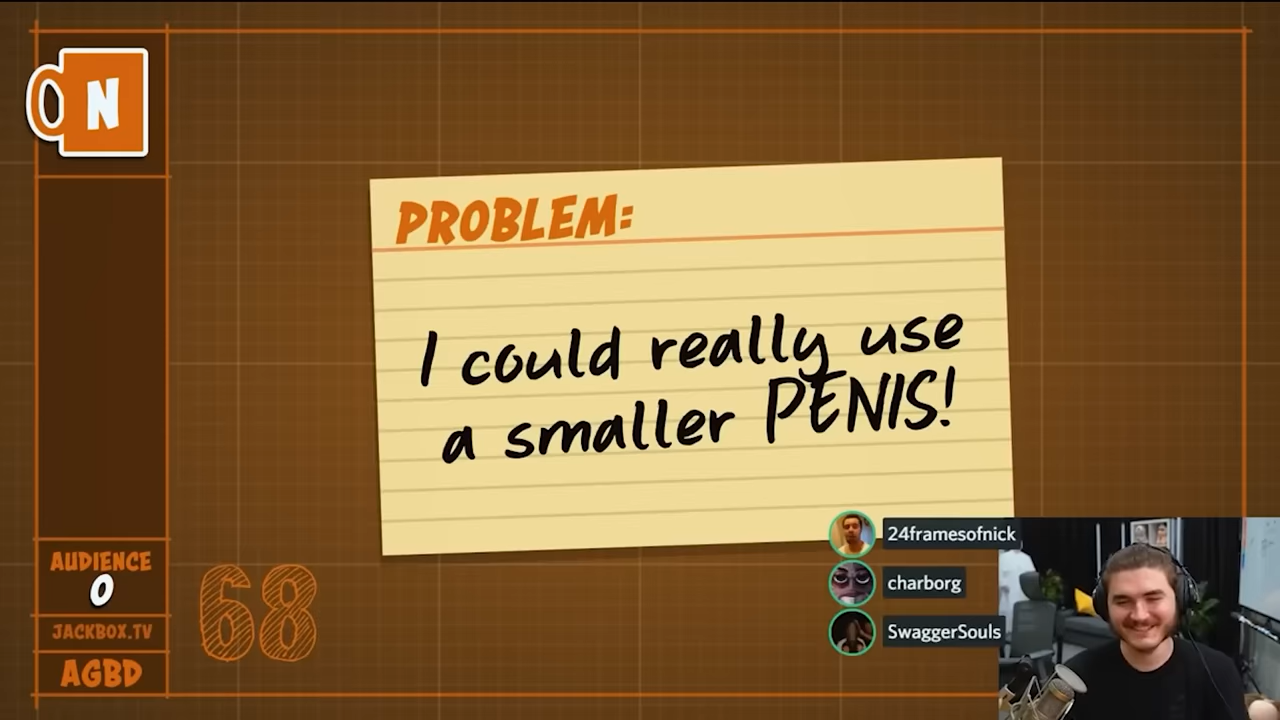 N
PROBLEM:
I could really use
a smaller PENIS!
AUDIENCE
0
JACKBOX.TV
AGBD
68
24framesofnick
charborg
SwaggerSouls